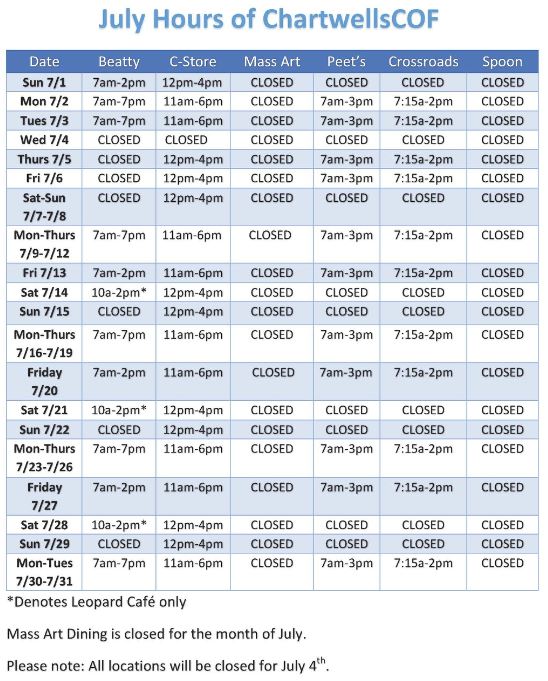 July Hours of ChartwellsCOF
Date Beatty C-Store Mass Art Peet's Crossroads Spoon
Sun 7/1 7am-2pm 12pm-4pm CLOSED CLOSED CLOSED CLOSED
Mon 7/2 7am-7pm 11am-6pm CLOSED 7am-3pm 7:15a-2pm CLOSED
Tues 7/3 7am-7pm 11am-6pm CLOSED 7am-3pm 7:15a-2pm CLOSED
Wed 7/4 CLOSED CLOSED CLOSED CLOSED CLOSED CLOSED
Thurs 7/5 CLOSED 12pm-4pm CLOSED 7am-3pm 7:15a-2pm CLOSED
Fri 7/6 CLOSED 12pm-4pm CLOSED 7am-3pm 7:15a-2pm CLOSED
Sat-Sun CLOSED 12pm-4pm CLOSED CLOSED CLOSED CLOSED
7/7-7/8
Mon-Thurs 7am-7pm 11am-6pm CLOSED 7am-3pm 7:15a-2pm CLOSED
7/9-7/12
Fri 7/13 7am-2pm 11am-6pm CLOSED 7am-3pm 7:15a-2pm CLOSED
Sat 7/14 10a-2pm* 12pm-4pm CLOSED CLOSED CLOSED CLOSED
Sun 7/15 CLOSED 12pm-4pm CLOSED CLOSED CLOSED CLOSED
Mon-Thurs 7am-7pm 11am-6pm CLOSED 7am-3pm 7:15a-2pm CLOSED
7/16-7/19
Friday 7am-2pm 11am-6pm CLOSED 7am-3pm 7:15a-2pm CLOSED
7/20
Sat 7/21 10a-2pm* 12pm-4pm CLOSED CLOSED CLOSED CLOSED
Sun 7/22 CLOSED 12pm-4pm CLOSED CLOSED CLOSED CLOSED
Mon-Thurs 7am-7pm 11am-6pm CLOSED 7am-3pm 7:15a-2pm CLOSED
7/23-7/26
Friday 7am-2pm 11am-6pm CLOSED 7am-3pm 7:15a-2pm CLOSED
7/27
Sat 7/28 10a-2pm* 12pm-4pm CLOSED CLOSED CLOSED CLOSED
Sun 7/29 CLOSED 12pm-4pm CLOSED CLOSED CLOSED CLOSED
Mon-Tues 7am-7pm 11am-6pm CLOSED 7am-3pm 7:15a-2pm CLOSED
7/30-7/31
*Denotes Leopard Café only
Mass Art Dining is closed for the month of July.
Please note: All locations will be closed for July 4th.